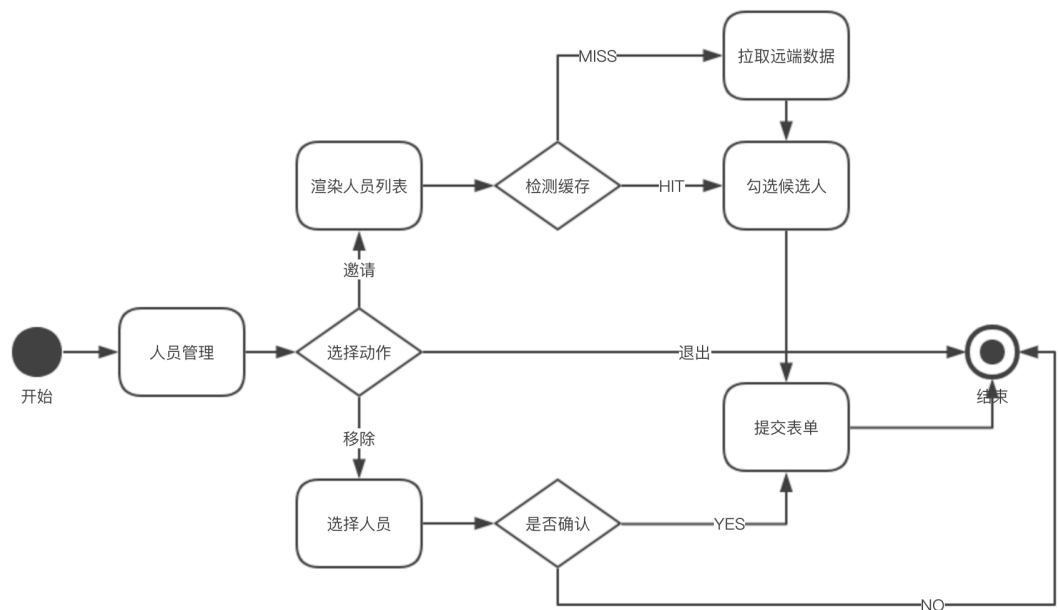 MISS
拉取远端数据
渲染人员列表
检测缓存
HIT
勾选候选人
邀请
开始
人员管理
选择动作
退出
结束
移除
提交表单
选择人员
是否确认
YES
NO